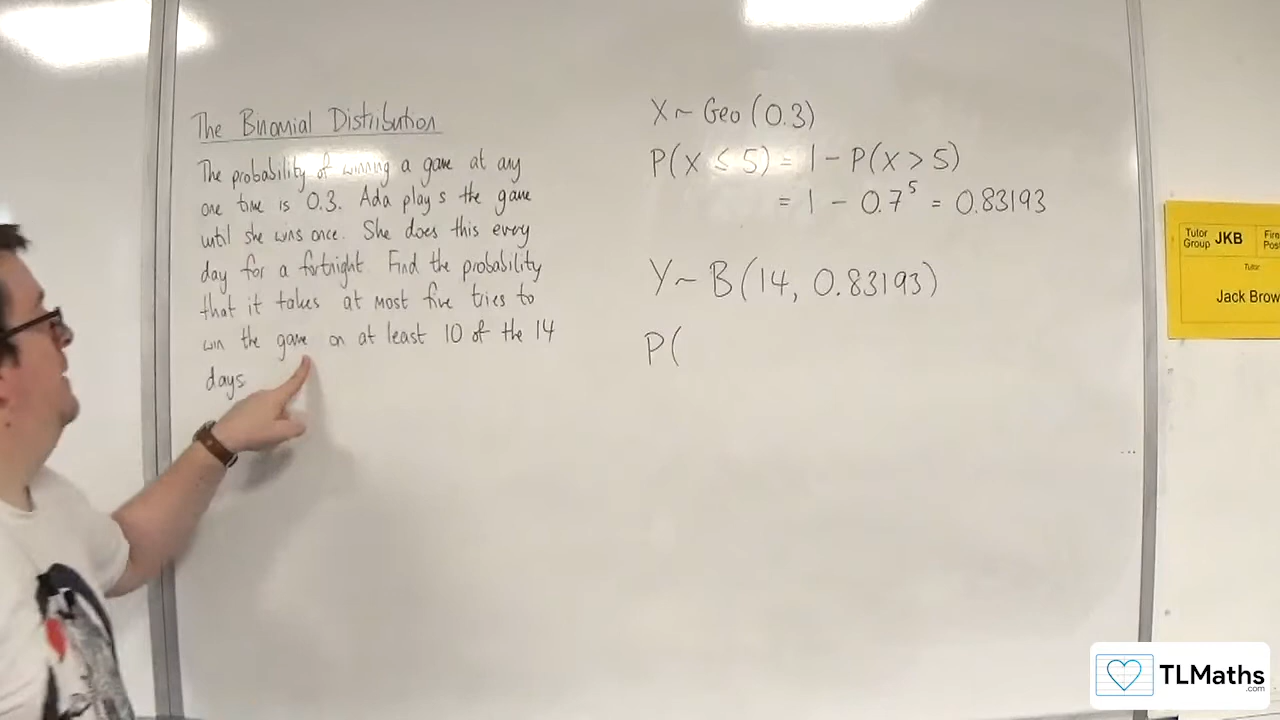 The Binomial Distribution
The probability of winning a game at any
one time is 0.3. Ada plays the game
until she wins once. She does this every
day for a fortnight. Find the probability
that it takes at most five tries to
win the game on at least 10 of the 14
days
X ~ Geo (0.3)
P(X ≤ 5) = 1 - P(X > 5)
= 1 - 0.7⁵ = 0.83193
Y ~ B(14, 0.83193)
P(
Tutor
Group JKB
Tutor
Jack Brow
TLMaths
.com